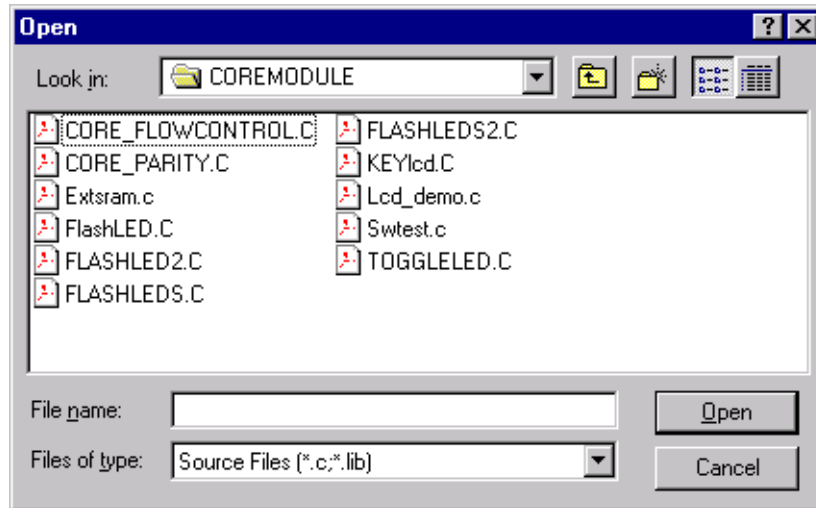 Open
Look in: COREMODULE
CORE_FLOWCONTROL.C
CORE_PARITY.C
Extsram.c
FlashLED.C
FLASHLED2.C
FLASHLEDS.C
FLASHLEDS2.C
KEYlcd.C
Lcd_demo.c
Swtest.c
TOGGLELED.C
File name: Open
Files of type: Source Files (*.c;*.lib) Cancel